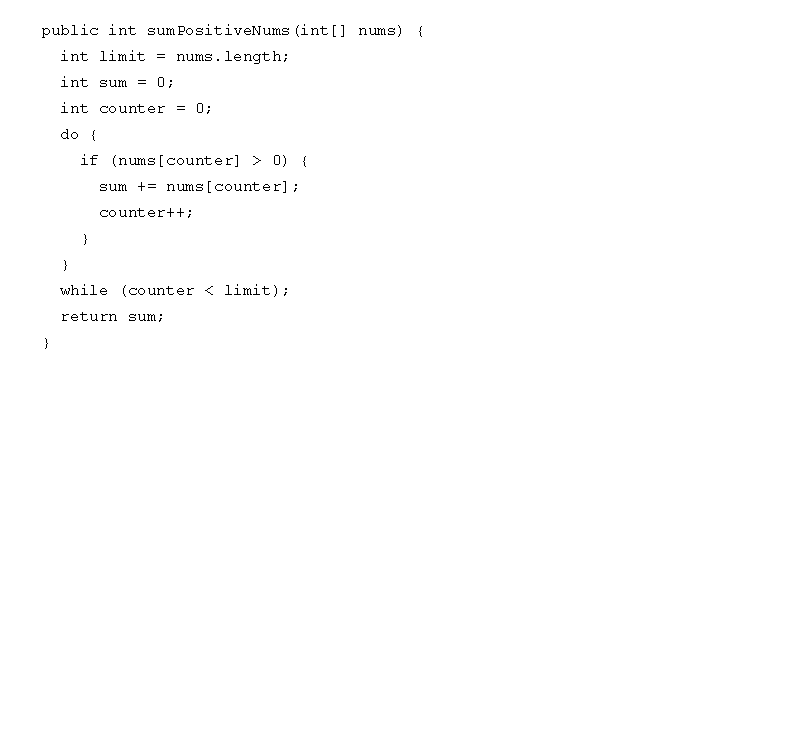 public int sumPositiveNums(int[] nums) {
  int limit = nums.length;
  int sum = 0;
  int counter = 0;
  do {
    if (nums[counter] > 0) {
      sum += nums[counter];
      counter++;
    }
  }
  while (counter < limit);
  return sum;
}